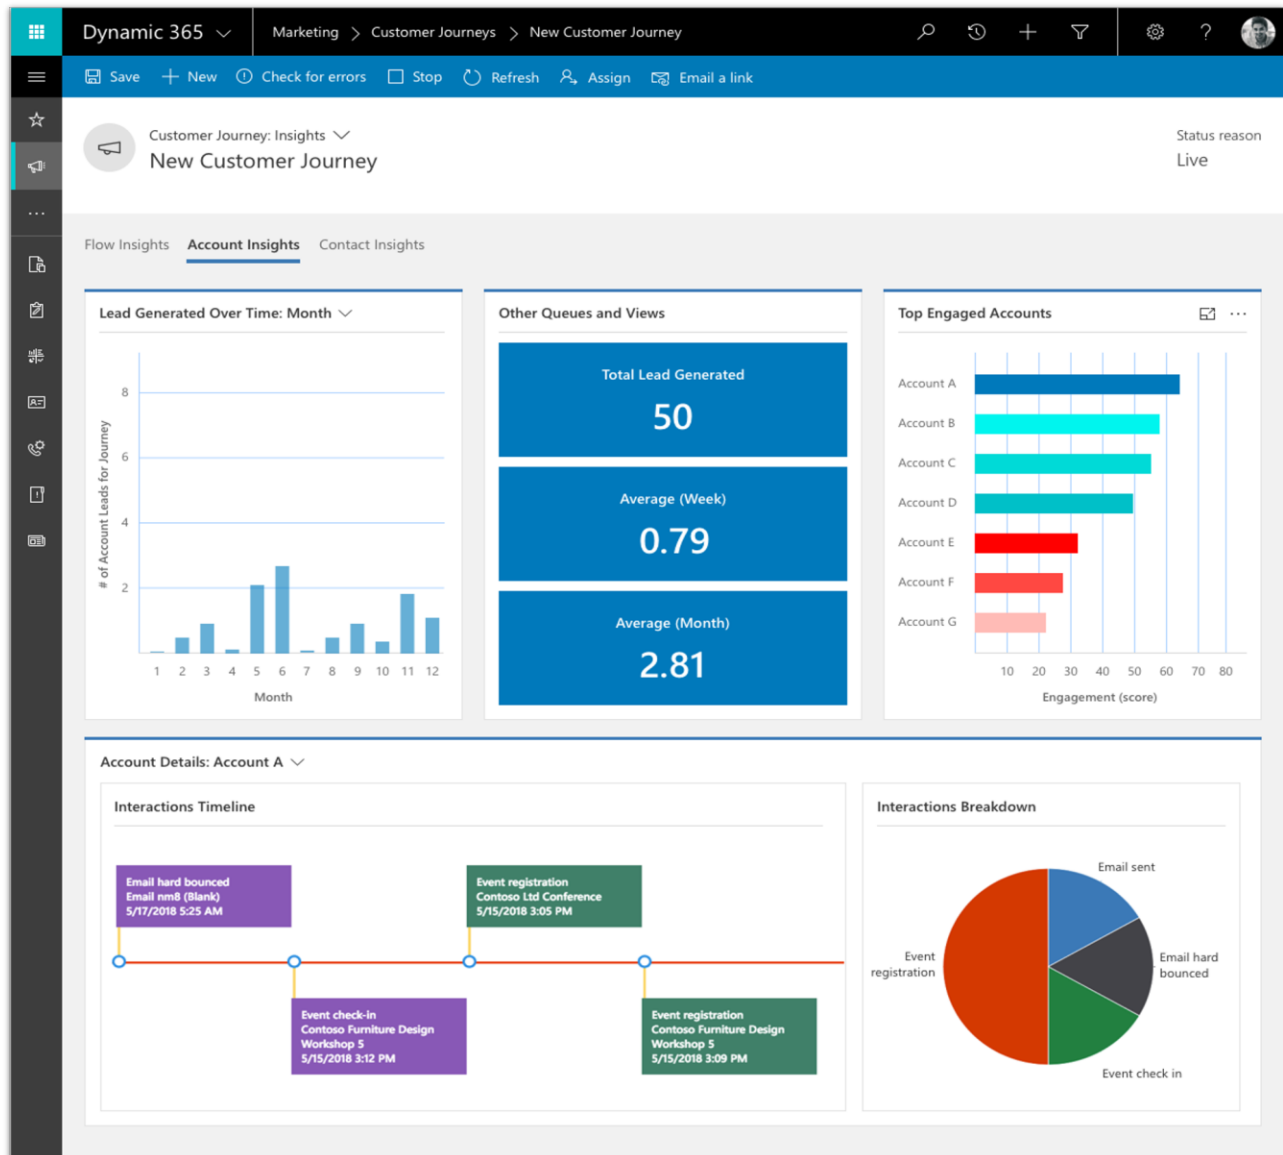 Dynamic 365
Marketing > Customer Journeys > New Customer Journey
?
Save
New
Check for errors
Stop
Refresh
Assign
Email a link
Customer Journey: Insights
New Customer Journey
Status reason
Live
Flow Insights
Account Insights
Contact Insights
Lead Generated Over Time: Month
# of Account Leads for Journey
8
6
4
2
1 2 3 4 5 6 7 8 9 10 11 12
Month
Other Queues and Views
Total Lead Generated
50
Average (Week)
0.79
Average (Month)
2.81
Top Engaged Accounts
Account A
Account B
Account C
Account D
Account E
Account F
Account G
10 20 30 40 50 60 70 80
Engagement (score)
Account Details: Account A
Interactions Timeline
Email hard bounced
Email nm8 (Blank)
5/17/2018 5:25 AM
Event check-in
Contoso Furniture Design
Workshop 5
5/15/2018 3:12 PM
Event registration
Contoso Ltd Conference
5/15/2018 3:05 PM
Event registration
Contoso Furniture Design
Workshop 5
5/15/2018 3:09 PM
Interactions Breakdown
Email sent
Email hard
bounced
Event check in
Event
registration